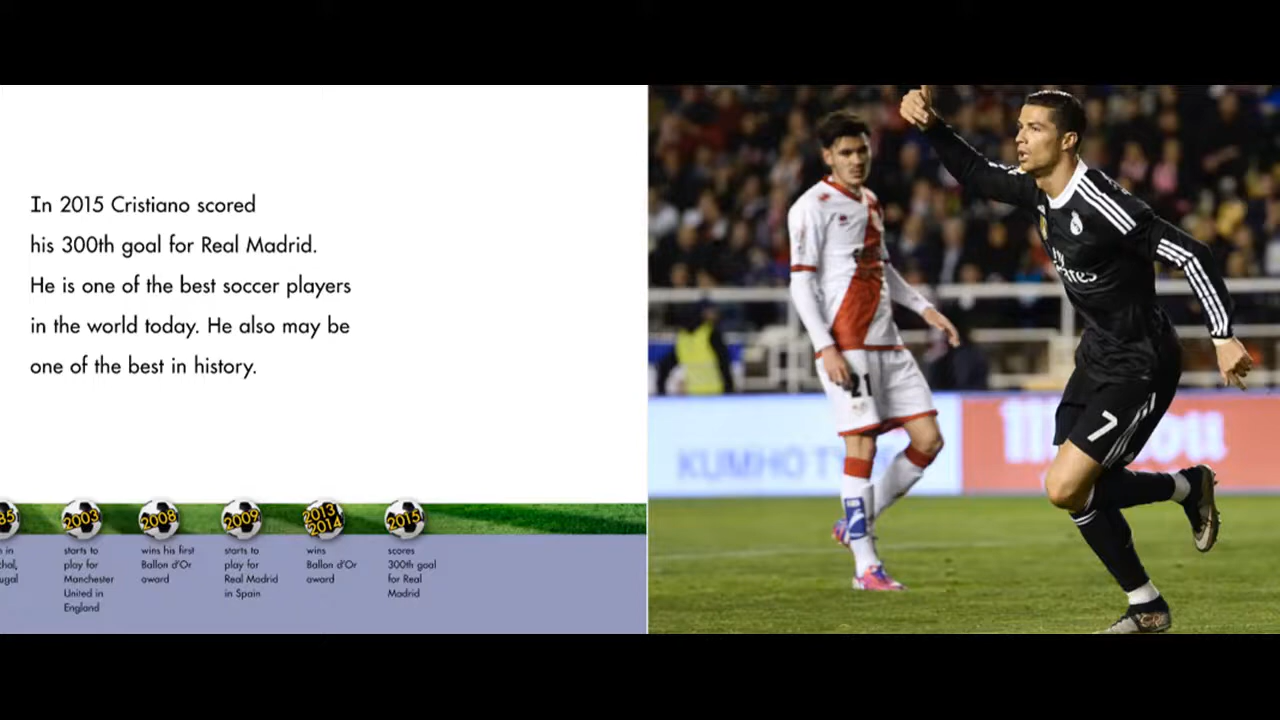 In 2015 Cristiano scored
his 300th goal for Real Madrid.
He is one of the best soccer players
in the world today. He also may be
one of the best in history.
2003
starts to
play for
Manchester
United in
England
2008
wins his first
Ballon d'Or
award
2009
starts to
play for
Real Madrid
in Spain
2013
2014
wins
Ballon d'Or
award
2015
scores
300th goal
for Real
Madrid
21
7
KUMHO